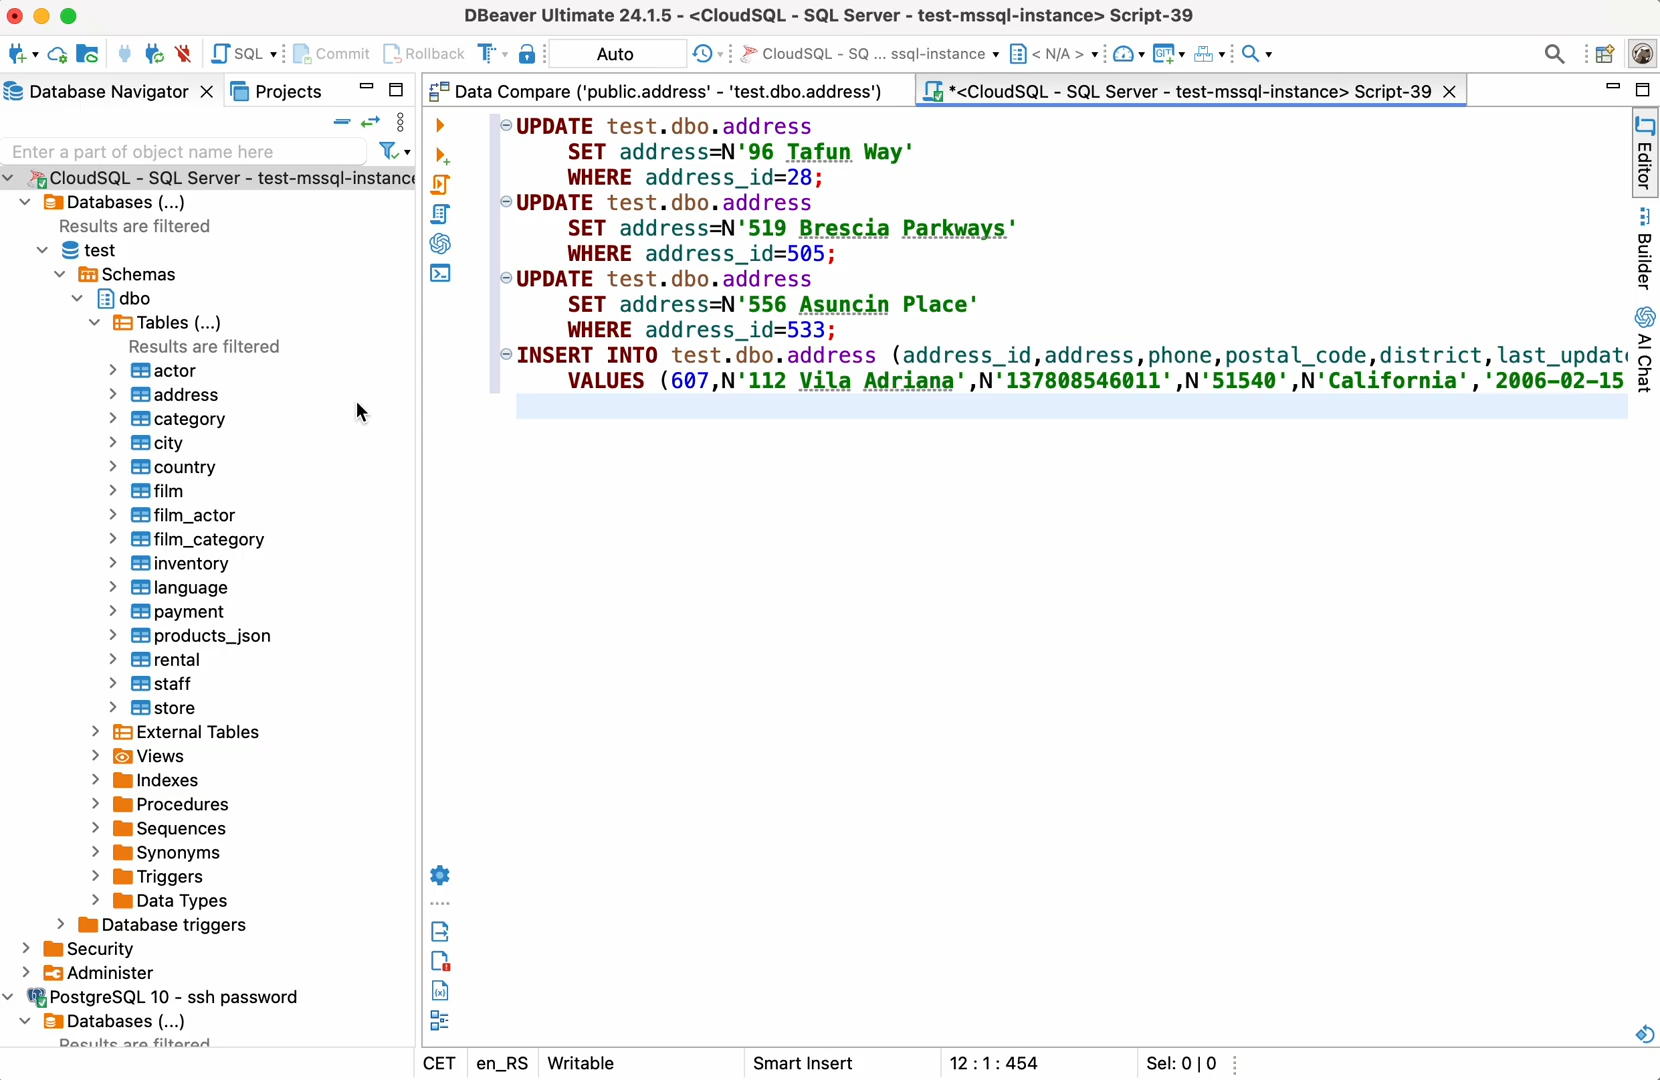 DBeaver Ultimate 24.1.5 - <CloudSQL - SQL Server - test-mssql-instance> Script-39
SQL
Commit
Rollback
Auto
CloudSQL - SQ ... ssql-instance
< N/A >
Database Navigator
Projects
Data Compare ('public.address' - 'test.dbo.address')
*<CloudSQL - SQL Server - test-mssql-instance> Script-39
Enter a part of object name here
CloudSQL - SQL Server - test-mssql-instance
Databases (...)
Results are filtered
test
Schemas
dbo
Tables (...)
Results are filtered
actor
address
category
city
country
film
film_actor
film_category
inventory
language
payment
products_json
rental
staff
store
External Tables
Views
Indexes
Procedures
Sequences
Synonyms
Triggers
Data Types
Database triggers
Security
Administer
PostgreSQL 10 - ssh password
Databases (...)
Results are filtered
UPDATE test.dbo.address
SET address=N'96 Tafun Way'
WHERE address_id=28;
UPDATE test.dbo.address
SET address=N'519 Brescia Parkways'
WHERE address_id=505;
UPDATE test.dbo.address
SET address=N'556 Asuncin Place'
WHERE address_id=533;
INSERT INTO test.dbo.address (address_id,address,phone,postal_code,district,last_update
VALUES (607,N'112 Vila Adriana',N'137808546011',N'51540',N'California','2006-02-15
Editor
Builder
AI Chat
CET
en_RS
Writable
Smart Insert
12 : 1 : 454
Sel: 0 | 0